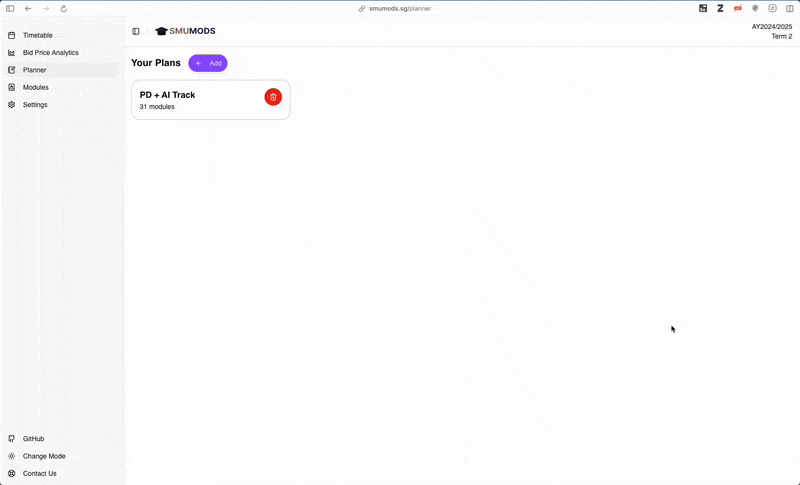 smumods.sg/planner
SMUMODS
AY2024/2025
Term 2
Timetable
Bid Price Analytics
Planner
Modules
Settings
Your Plans
+ Add
PD + AI Track
31 modules
GitHub
Change Mode
Contact Us